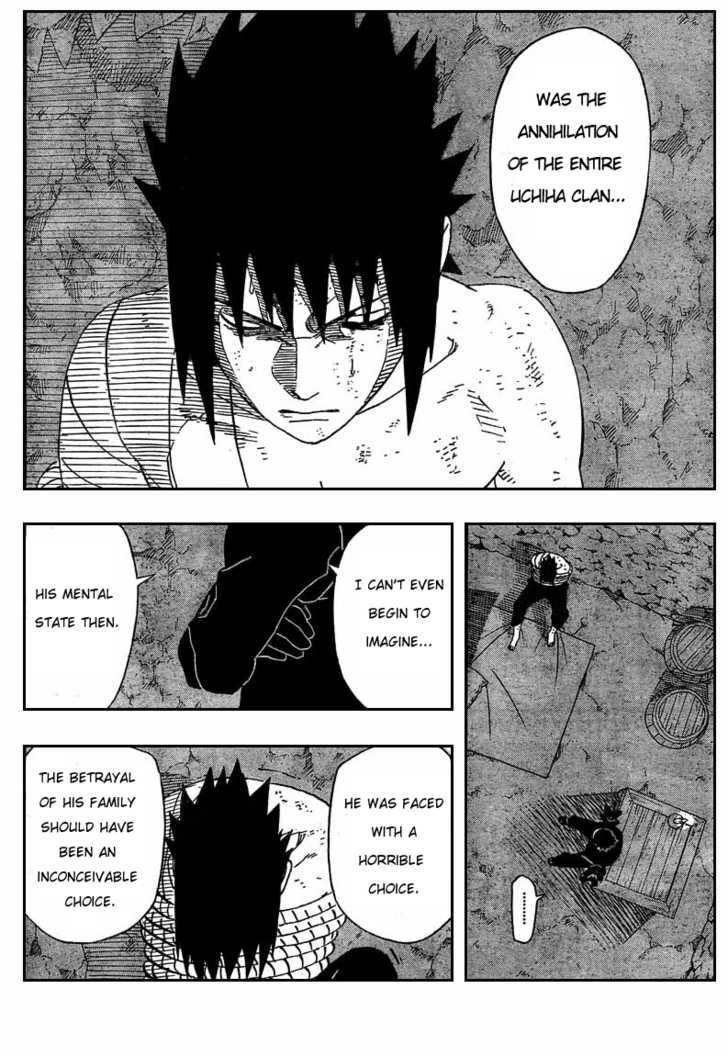 WAS THE
ANNIHILATION
OF THE ENTIRE
UCHIHA CLAN...
.........
I CAN'T EVEN
BEGIN TO
IMAGINE...
HIS MENTAL
STATE THEN.
HE WAS FACED
WITH A
HORRIBLE
CHOICE.
THE BETRAYAL
OF HIS FAMILY
SHOULD HAVE
BEEN AN
INCONCEIVABLE
CHOICE.